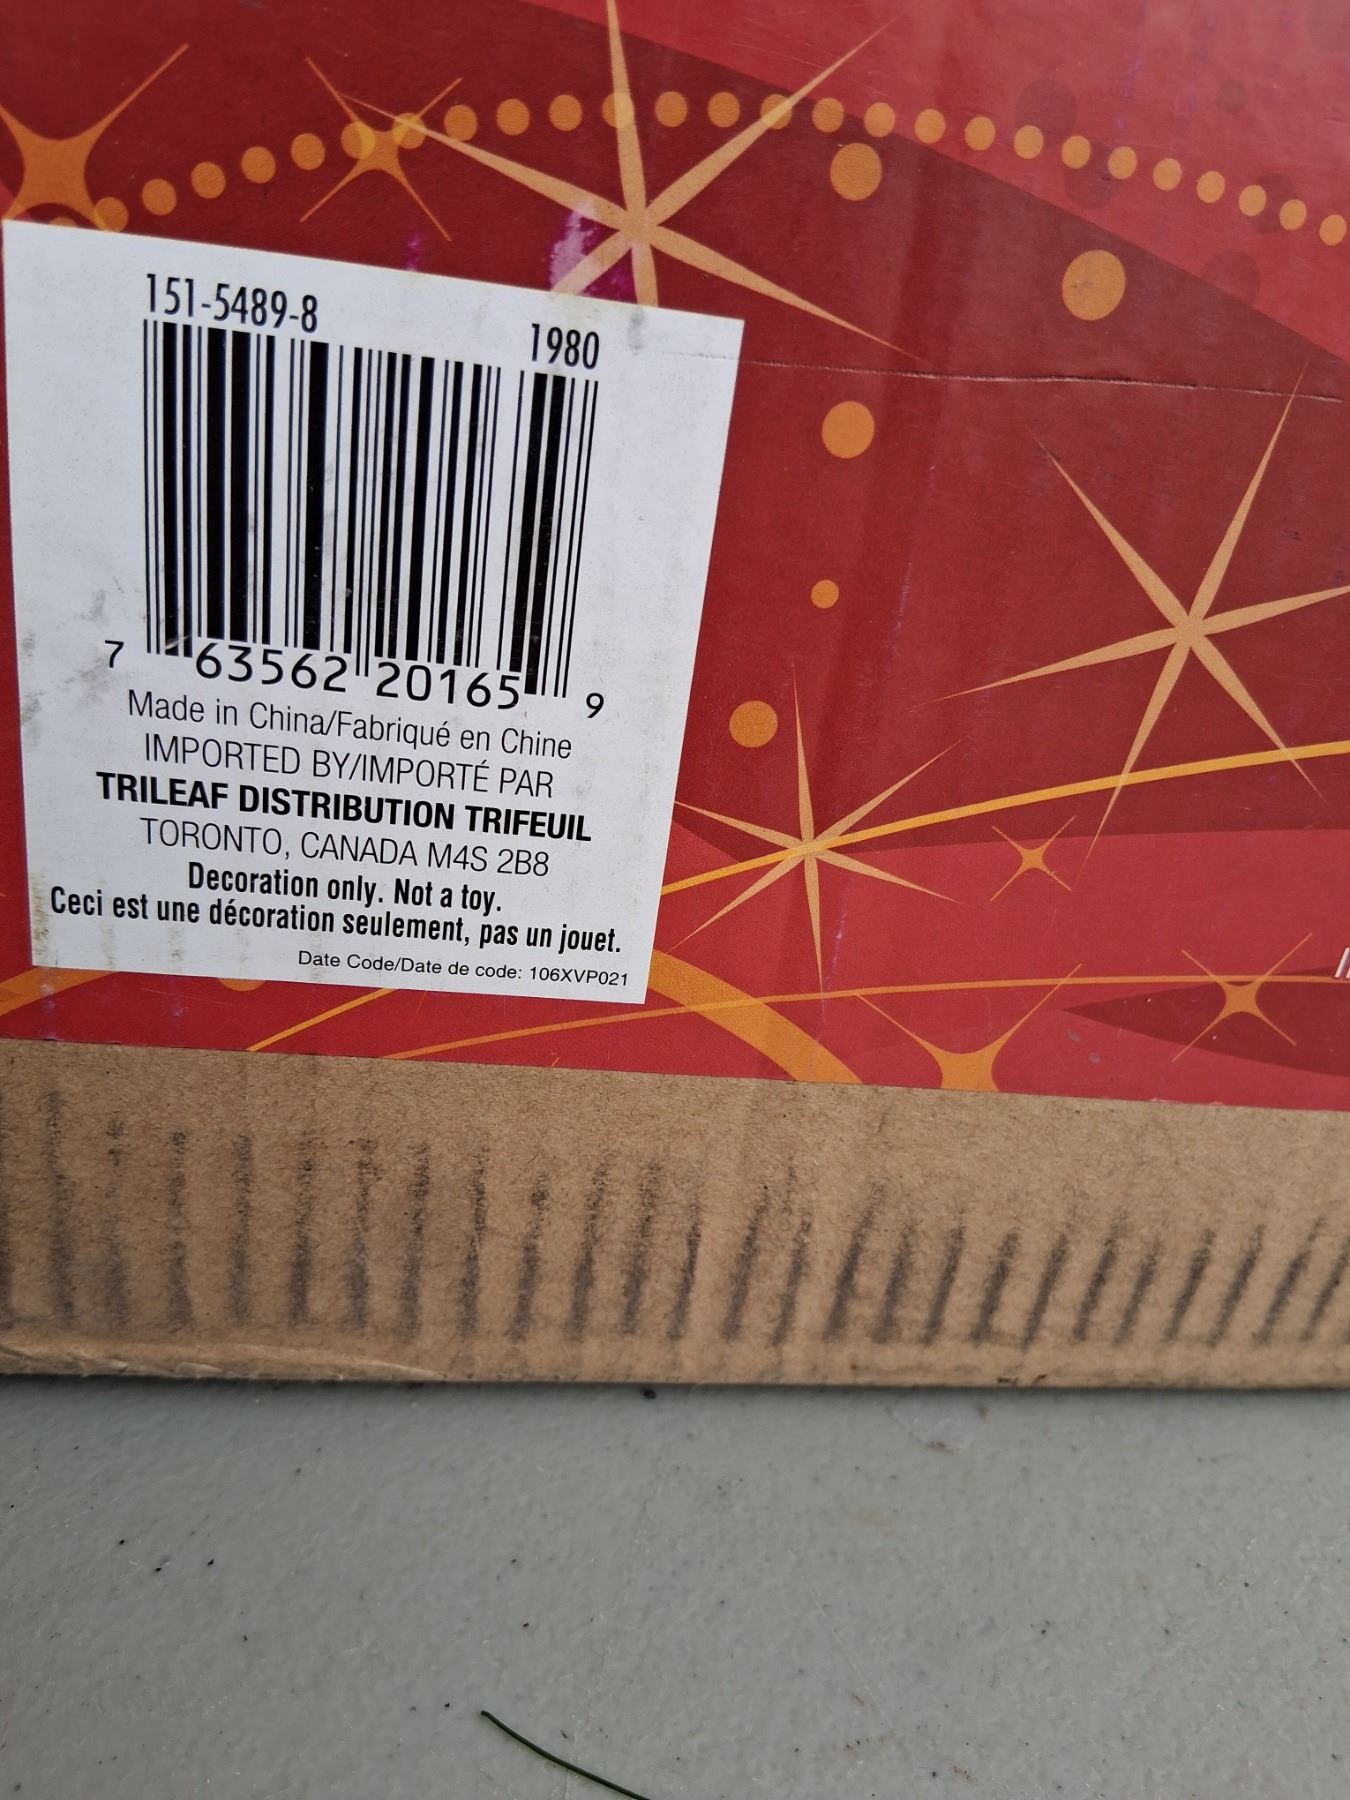 151-5489-8
1980
7 63562 20165 9
Made in China/Fabriqué en Chine
IMPORTED BY/IMPORTÉ PAR
TRILEAF DISTRIBUTION TRIFEUIL
TORONTO, CANADA M4S 2B8
Decoration only. Not a toy.
Ceci est une décoration seulement, pas un jouet.
Date Code/Date de code: 106XVP021